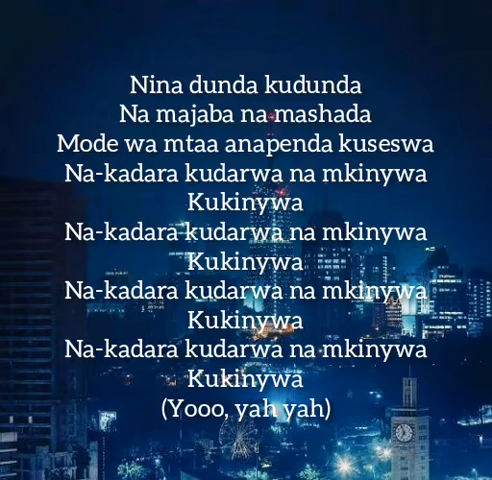 Nina dunda kudunda
Na majaba na mashada
Mode wa mtaa anapenda kuseswa
Na-kadara kudarwa na mkinywa
Kukinywa
Na-kadara kudarwa na mkinywa
Kukinywa
Na-kadara kudarwa na mkinywa
Kukinywa
Na-kadara kudarwa na mkinywa
Kukinywa
(Yooo, yah yah)